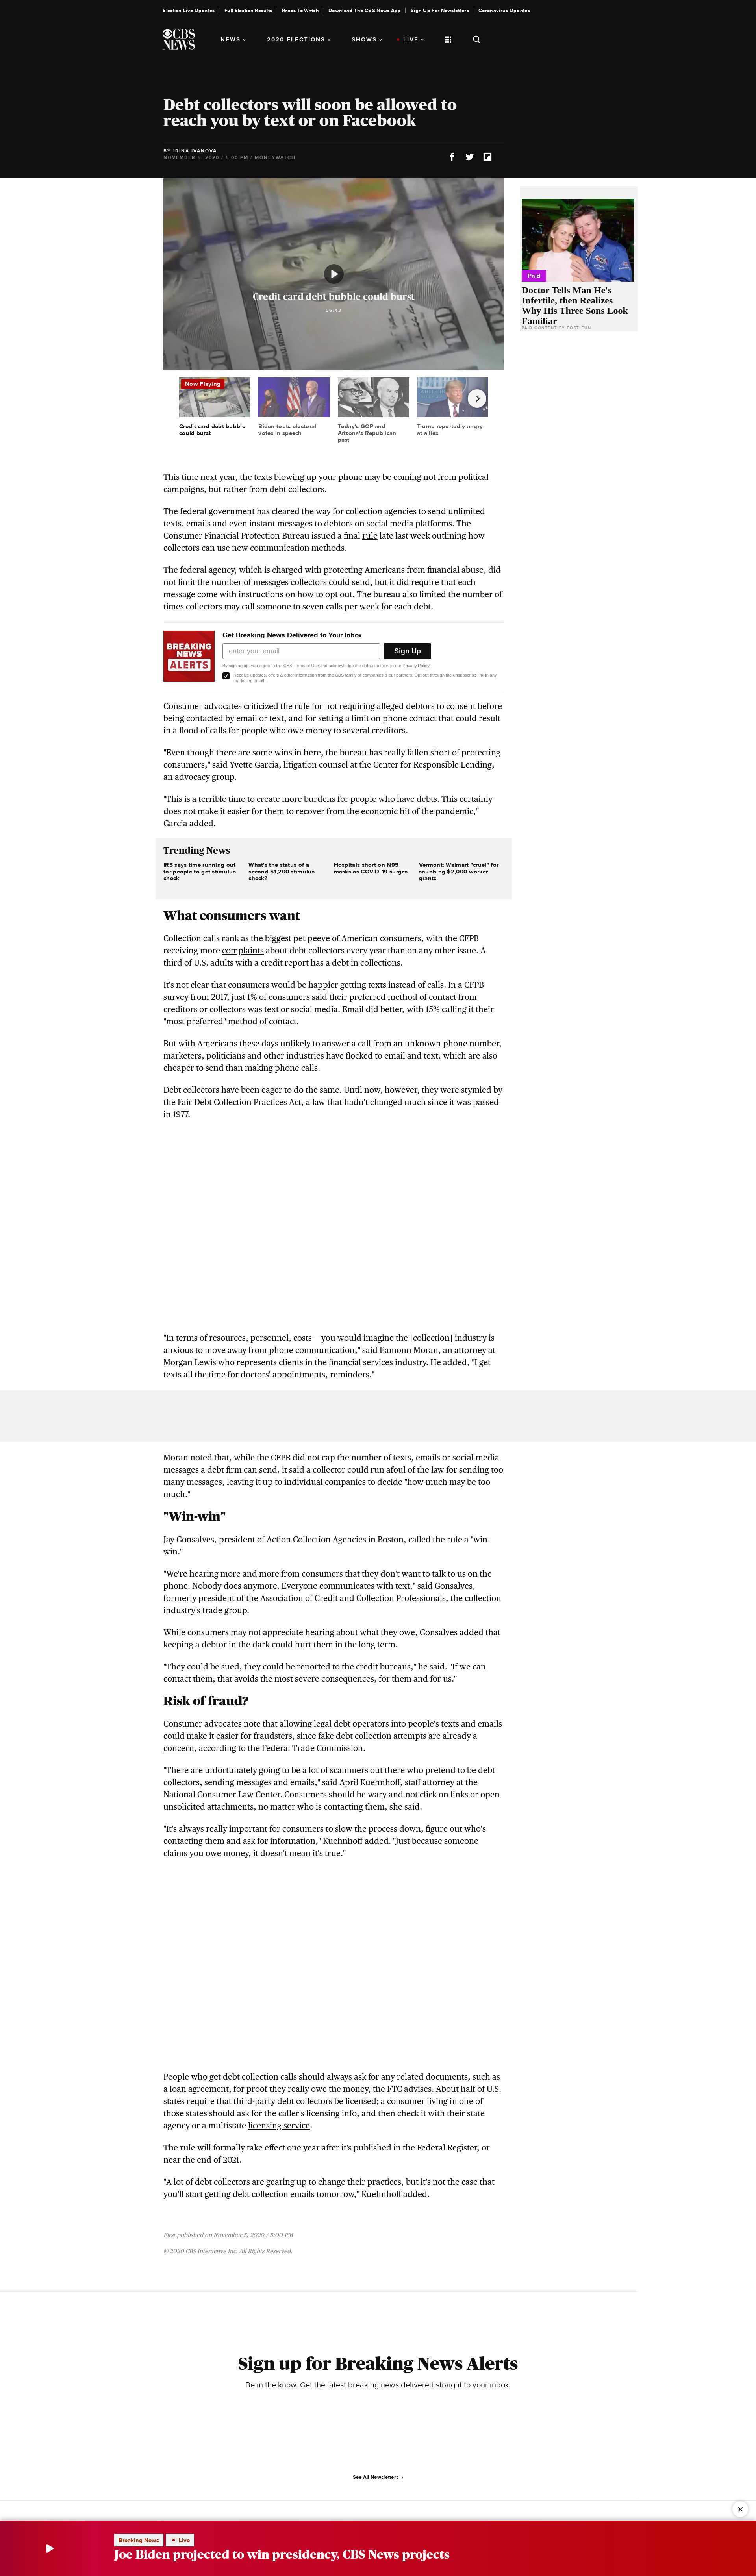 Election Live Updates
Full Election Results
Races To Watch
Download The CBS News App
Sign Up For Newsletters
Coronavirus Updates
CBS NEWS
NEWS
2020 ELECTIONS
SHOWS
LIVE
Debt collectors will soon be allowed to
reach you by text or on Facebook
BY IRINA IVANOVA
NOVEMBER 5, 2020 / 5:00 PM / MONEYWATCH
Credit card debt bubble could burst
06:43
Paid
Doctor Tells Man He's
Infertile, then Realizes
Why His Three Sons Look
Familiar
PAID CONTENT BY POST FUN
Now Playing
Credit card debt bubble
could burst
Biden touts electoral
votes in speech
Today's GOP and
Arizona's Republican
past
Trump reportedly angry
at allies
This time next year, the texts blowing up your phone may be coming not from political
campaigns, but rather from debt collectors.
The federal government has cleared the way for collection agencies to send unlimited
texts, emails and even instant messages to debtors on social media platforms. The
Consumer Financial Protection Bureau issued a final rule late last week outlining how
collectors can use new communication methods.
The federal agency, which is charged with protecting Americans from financial abuse, did
not limit the number of messages collectors could send, but it did require that each
message come with instructions on how to opt out. The bureau also limited the number of
times collectors may call someone to seven calls per week for each debt.
BREAKING
NEWS
ALERTS
Get Breaking News Delivered to Your Inbox
enter your email
Sign Up
By signing up, you agree to the CBS Terms of Use and acknowledge the data practices in our Privacy Policy.
Receive updates, offers & other information from the CBS family of companies & our partners. Opt out through the unsubscribe link in any
marketing email.
Consumer advocates criticized the rule for not requiring alleged debtors to consent before
being contacted by email or text, and for setting a limit on phone contact that could result
in a flood of calls for people who owe money to several creditors.
"Even though there are some wins in here, the bureau has really fallen short of protecting
consumers," said Yvette Garcia, litigation counsel at the Center for Responsible Lending,
an advocacy group.
"This is a terrible time to create more burdens for people who have debts. This certainly
does not make it easier for them to recover from the economic hit of the pandemic,"
Garcia added.
Trending News
IRS says time running out
for people to get stimulus
check
What's the status of a
second $1,200 stimulus
check?
Hospitals short on N95
masks as COVID-19 surges
Vermont: Walmart "cruel" for
snubbing $2,000 worker
grants
What consumers want
Collection calls rank as the biggest pet peeve of American consumers, with the CFPB
receiving more complaints about debt collectors every year than on any other issue. A
third of U.S. adults with a credit report has a debt in collections.
It's not clear that consumers would be happier getting texts instead of calls. In a CFPB
survey from 2017, just 1% of consumers said their preferred method of contact from
creditors or collectors was text or social media. Email did better, with 15% calling it their
"most preferred" method of contact.
But with Americans these days unlikely to answer a call from an unknown phone number,
marketers, politicians and other industries have flocked to email and text, which are also
cheaper to send than making phone calls.
Debt collectors have been eager to do the same. Until now, however, they were stymied by
the Fair Debt Collection Practices Act, a law that hadn't changed much since it was passed
in 1977.
"In terms of resources, personnel, costs — you would imagine the [collection] industry is
anxious to move away from phone communication," said Eamonn Moran, an attorney at
Morgan Lewis who represents clients in the financial services industry. He added, "I get
texts all the time for doctors' appointments, reminders."
Moran noted that, while the CFPB did not cap the number of texts, emails or social media
messages a debt firm can send, it said a collector could run afoul of the law for sending too
many messages, leaving it up to individual companies to decide "how much may be too
much."
"Win-win"
Jay Gonsalves, president of Action Collection Agencies in Boston, called the rule a "win-
win."
"We're hearing more and more from consumers that they don't want to talk to us on the
phone. Nobody does anymore. Everyone communicates with text," said Gonsalves,
formerly president of the Association of Credit and Collection Professionals, the collection
industry's trade group.
While consumers may not appreciate hearing about what they owe, Gonsalves added that
keeping a debtor in the dark could hurt them in the long term.
"They could be sued, they could be reported to the credit bureaus," he said. "If we can
contact them, that avoids the most severe consequences, for them and for us."
Risk of fraud?
Consumer advocates note that allowing legal debt operators into people's texts and emails
could make it easier for fraudsters, since fake debt collection attempts are already a
concern, according to the Federal Trade Commission.
"There are unfortunately going to be a lot of scammers out there who pretend to be debt
collectors, sending messages and emails," said April Kuehnhoff, staff attorney at the
National Consumer Law Center. Consumers should be wary and not click on links or open
unsolicited attachments, no matter who is contacting them, she said.
"It's always really important for consumers to slow the process down, figure out who's
contacting them and ask for information," Kuehnhoff added. "Just because someone
claims you owe money, it doesn't mean it's true."
People who get debt collection calls should always ask for any related documents, such as
a loan agreement, for proof they really owe the money, the FTC advises. About half of U.S.
states require that third-party debt collectors be licensed; a consumer living in one of
those states should ask for the caller's licensing info, and then check it with their state
agency or a multistate licensing service.
The rule will formally take effect one year after it's published in the Federal Register, or
near the end of 2021.
"A lot of debt collectors are gearing up to change their practices, but it's not the case that
you'll start getting debt collection emails tomorrow," Kuehnhoff added.
First published on November 5, 2020 / 5:00 PM
© 2020 CBS Interactive Inc. All Rights Reserved.
Sign up for Breaking News Alerts
Be in the know. Get the latest breaking news delivered straight to your inbox.
See All Newsletters
Breaking News
Live
Joe Biden projected to win presidency, CBS News projects